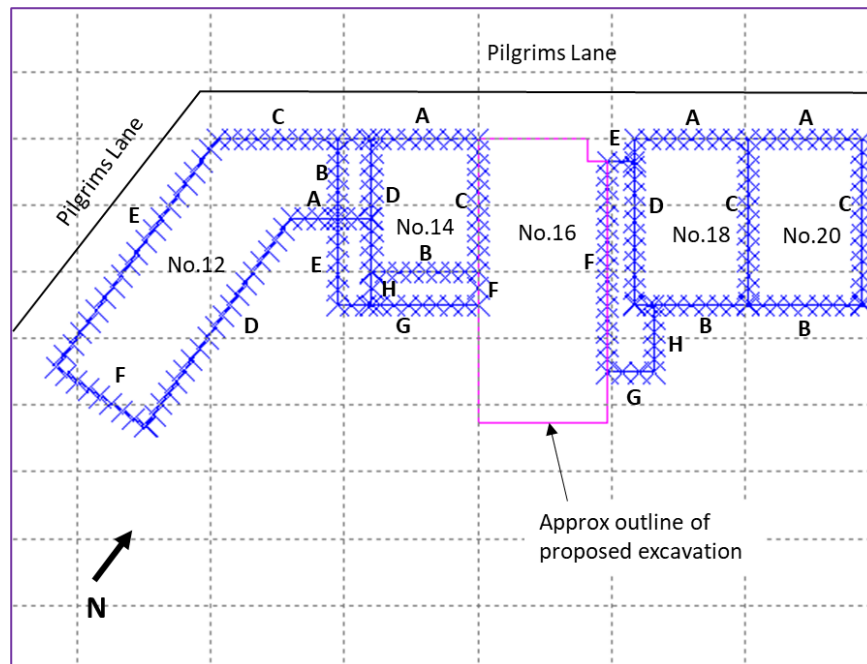 Pilgrims Lane
Pilgrims Lane
C
A
A
A
E
B
A
D
C
D
C
C
E
No.14
No.16
No.18
No.20
No.12
B
E
F
H
F
D
G
B
B
H
F
G
Approx outline of
proposed excavation
N